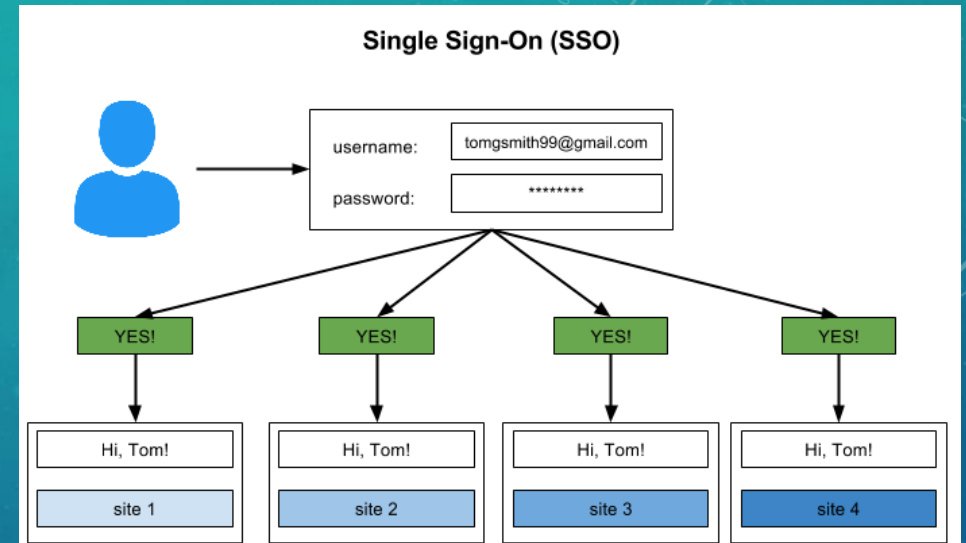 Single Sign-On (SSO)
username:
tomgsmith99@gmail.com
password:
********
YES!
YES!
YES!
YES!
Hi, Tom!
Hi, Tom!
Hi, Tom!
Hi, Tom!
site 1
site 2
site 3
site 4